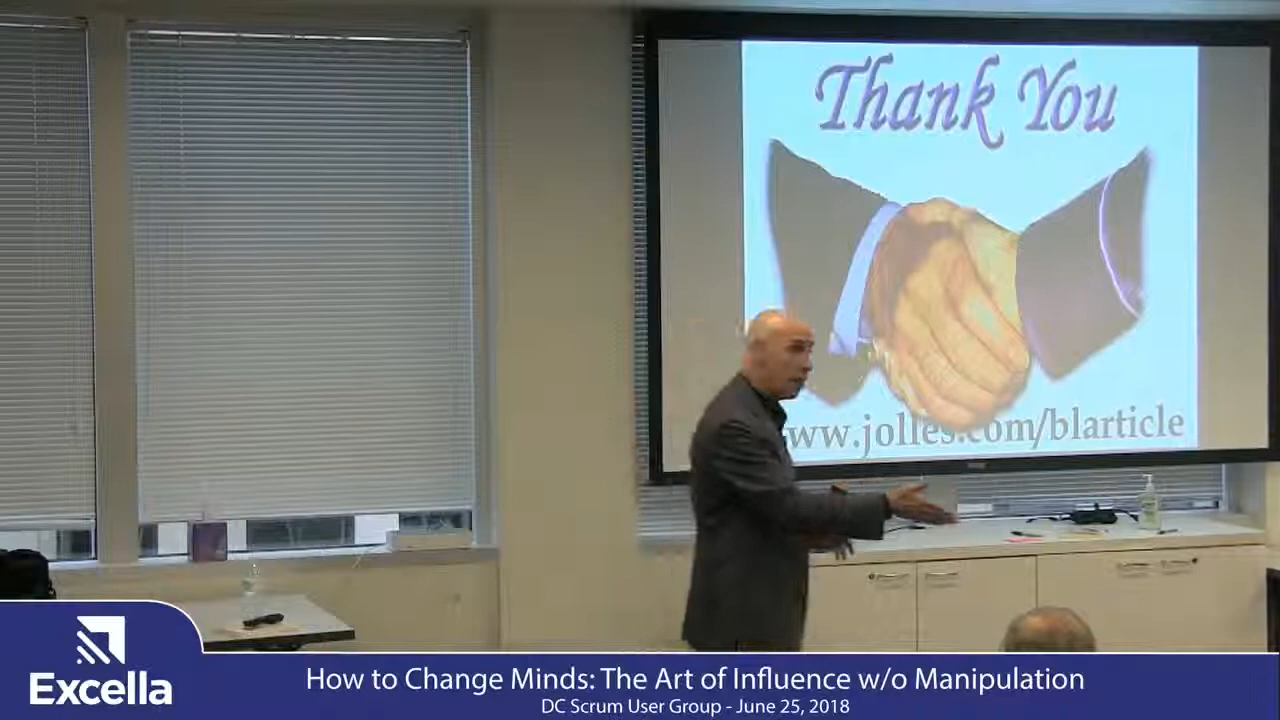 Thank You
ww.jolles.com/blarticle
Excella
How to Change Minds: The Art of Influence w/o Manipulation
DC Scrum User Group - June 25, 2018